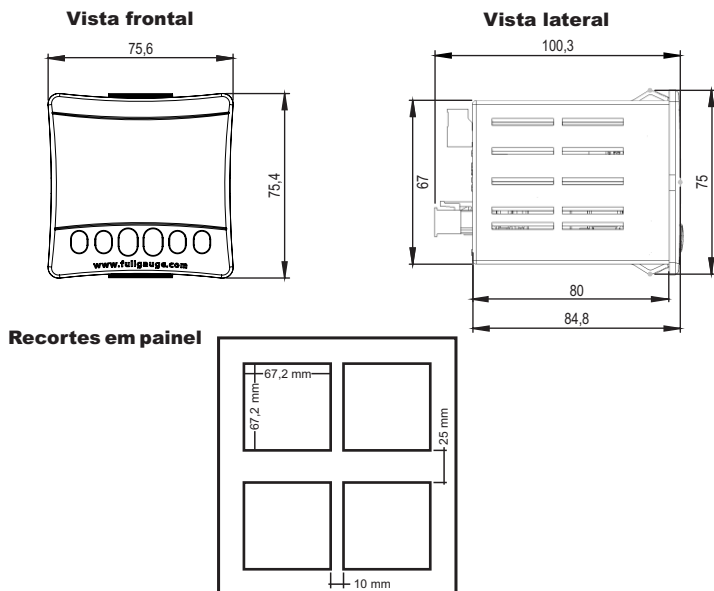 Vista frontal
75,6
75,4
www.fullgauge.com
Vista lateral
100,3
67
75
80
84,8
Recortes em painel
67,2 mm
67,2 mm
25 mm
10 mm